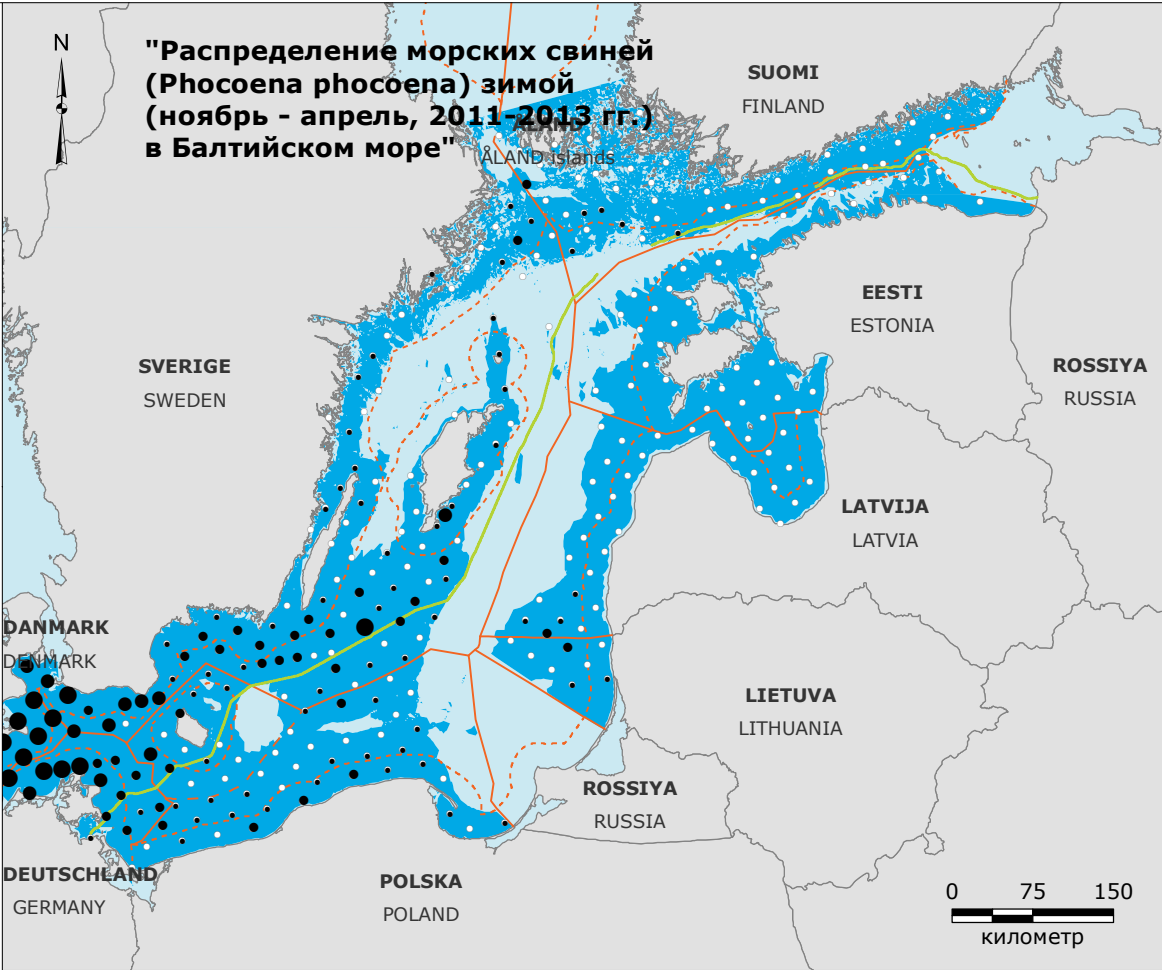 N
"Распределение морских свиней
(Phocoena phocoena) зимой
(ноябрь - апрель, 2011-2013 гг.)
в Балтийском море"
SUOMI
FINLAND
ÅLAND
ÅLAND islands
EESTI
ESTONIA
SVERIGE
SWEDEN
ROSSIYA
RUSSIA
LATVIJA
LATVIA
DANMARK
DENMARK
LIETUVA
LITHUANIA
ROSSIYA
RUSSIA
DEUTSCHLAND
GERMANY
POLSKA
POLAND
0 75 150
километр